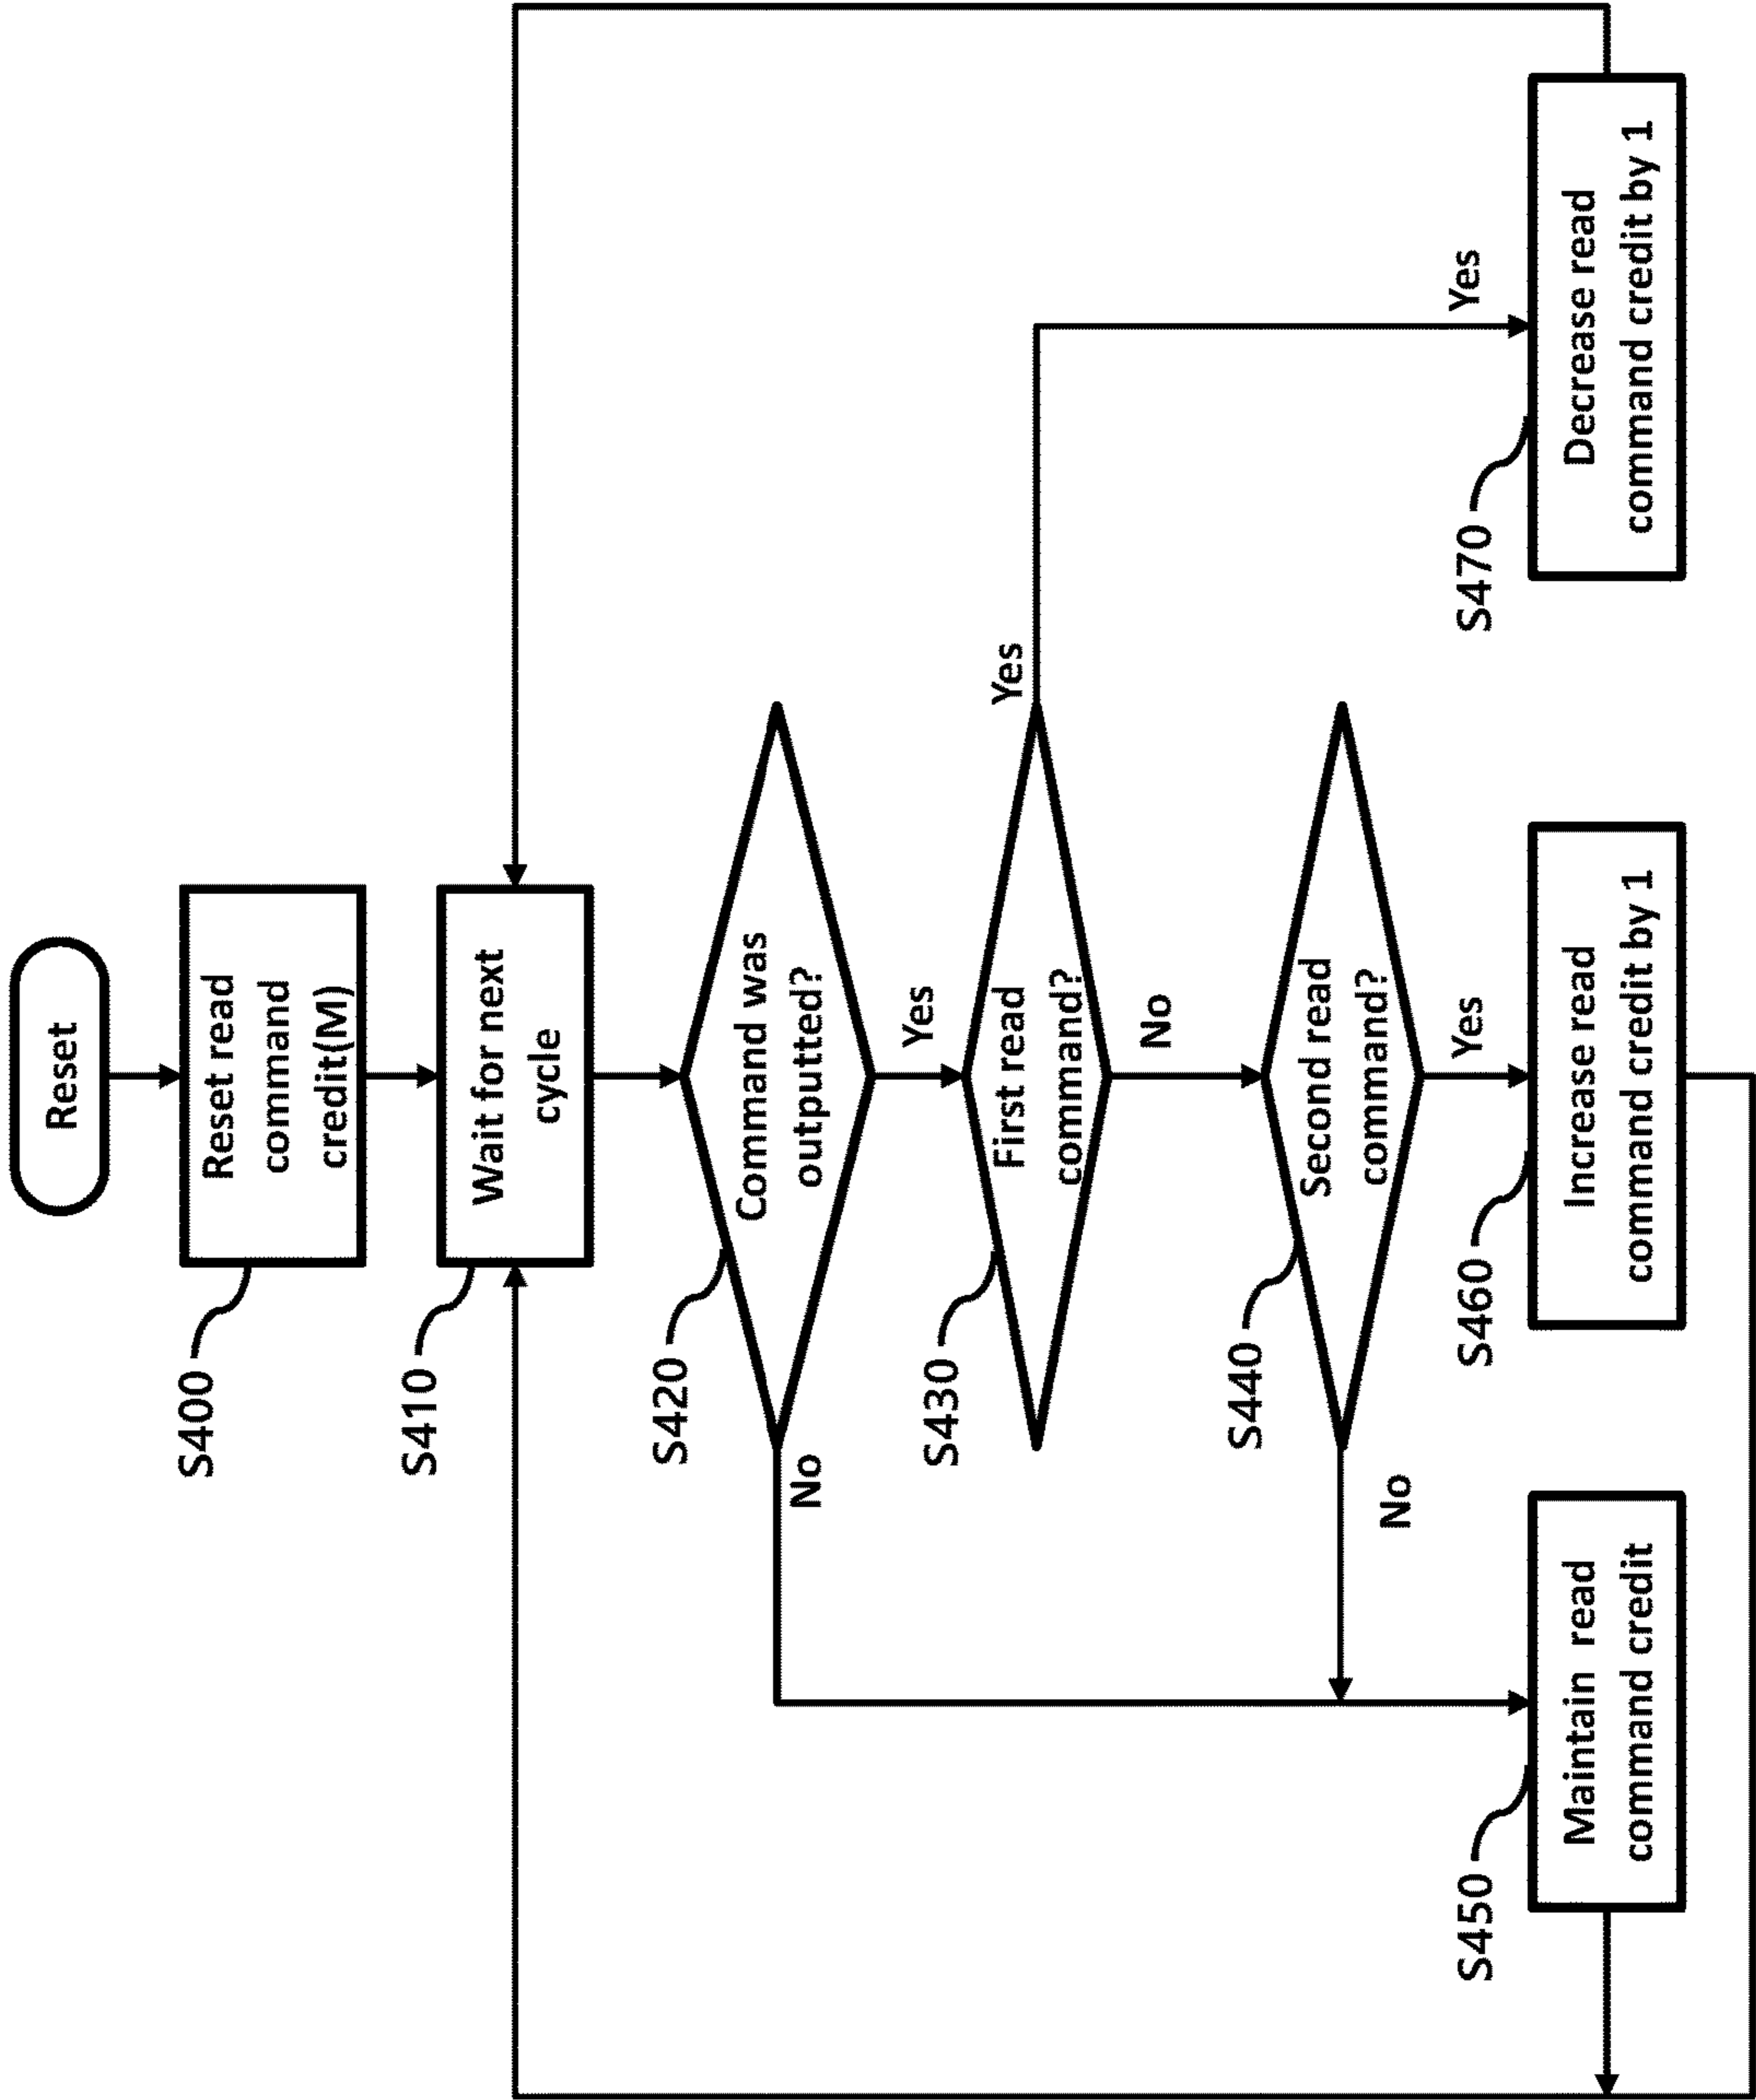 Reset
S400
Reset read
command
credit(M)
S410
Wait for next
cycle
S420
Command was
outputted?
No
Yes
S430
First read
command?
Yes
No
S440
Second read
command?
No
Yes
Yes
S450
Maintain read
command credit
S460
Increase read
command credit by 1
S470
Decrease read
command credit by 1